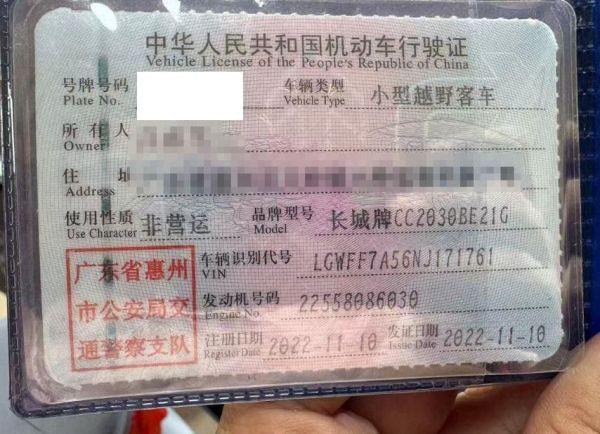 中华人民共和国机动车行驶证
Vehicle License of the People's Republic of China
号牌号码 车辆类型 小型越野客车
Plate No. Vehicle Type
所有人
Owner
住址
Address
使用性质 非营运 品牌型号 长城牌CC2030BE21G
Use Character Model
广东省惠州
市公安局交
通警察支队
车辆识别代号 LGWFF7A56NJ171761
VIN
发动机号码 22558086030
Engine No.
注册日期 2022-11-10 发证日期 2022-11-10
Register Date Issue Date